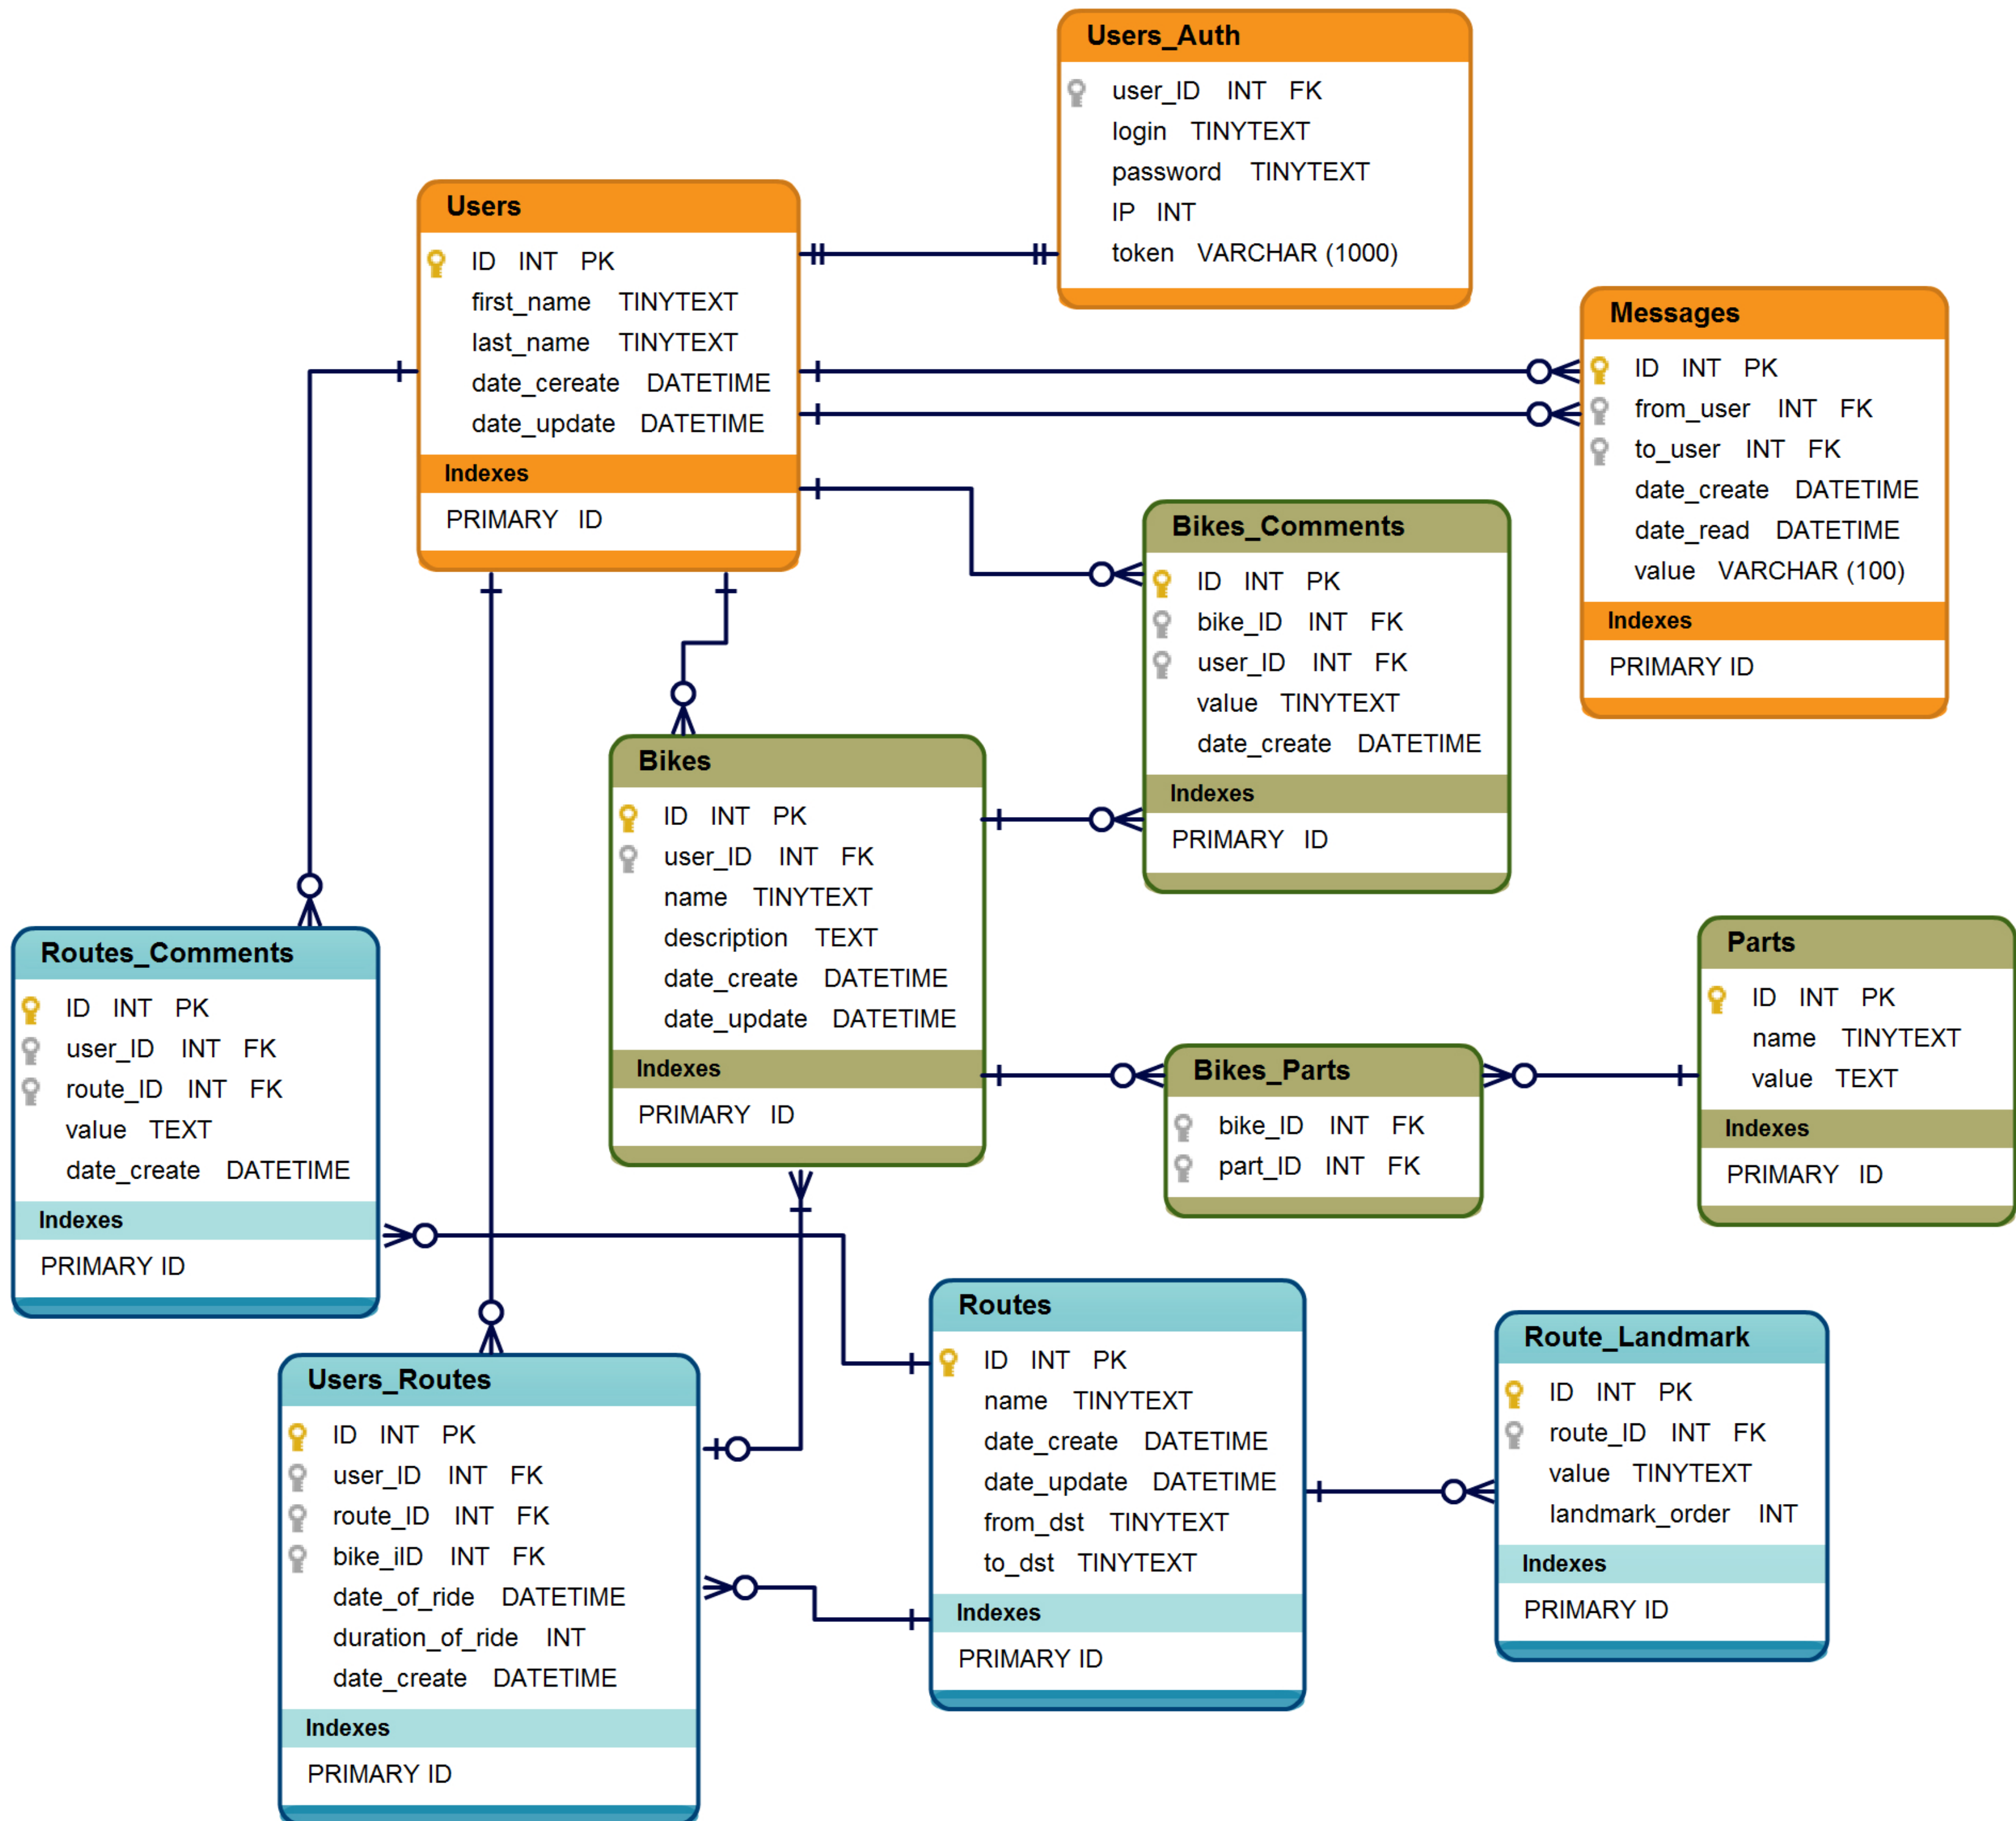 Users_Auth
user_ID INT FK
login TINYTEXT
password TINYTEXT
IP INT
token VARCHAR (1000)
Users
ID INT PK
first_name TINYTEXT
last_name TINYTEXT
date_cereate DATETIME
date_update DATETIME
Indexes
PRIMARY ID
Messages
ID INT PK
from_user INT FK
to_user INT FK
date_create DATETIME
date_read DATETIME
value VARCHAR (100)
Indexes
PRIMARY ID
Bikes_Comments
ID INT PK
bike_ID INT FK
user_ID INT FK
value TINYTEXT
date_create DATETIME
Indexes
PRIMARY ID
Bikes
ID INT PK
user_ID INT FK
name TINYTEXT
description TEXT
date_create DATETIME
date_update DATETIME
Indexes
PRIMARY ID
Routes_Comments
ID INT PK
user_ID INT FK
route_ID INT FK
value TEXT
date_create DATETIME
Indexes
PRIMARY ID
Bikes_Parts
bike_ID INT FK
part_ID INT FK
Parts
ID INT PK
name TINYTEXT
value TEXT
Indexes
PRIMARY ID
Users_Routes
ID INT PK
user_ID INT FK
route_ID INT FK
bike_iID INT FK
date_of_ride DATETIME
duration_of_ride INT
date_create DATETIME
Indexes
PRIMARY ID
Routes
ID INT PK
name TINYTEXT
date_create DATETIME
date_update DATETIME
from_dst TINYTEXT
to_dst TINYTEXT
Indexes
PRIMARY ID
Route_Landmark
ID INT PK
route_ID INT FK
value TINYTEXT
landmark_order INT
Indexes
PRIMARY ID